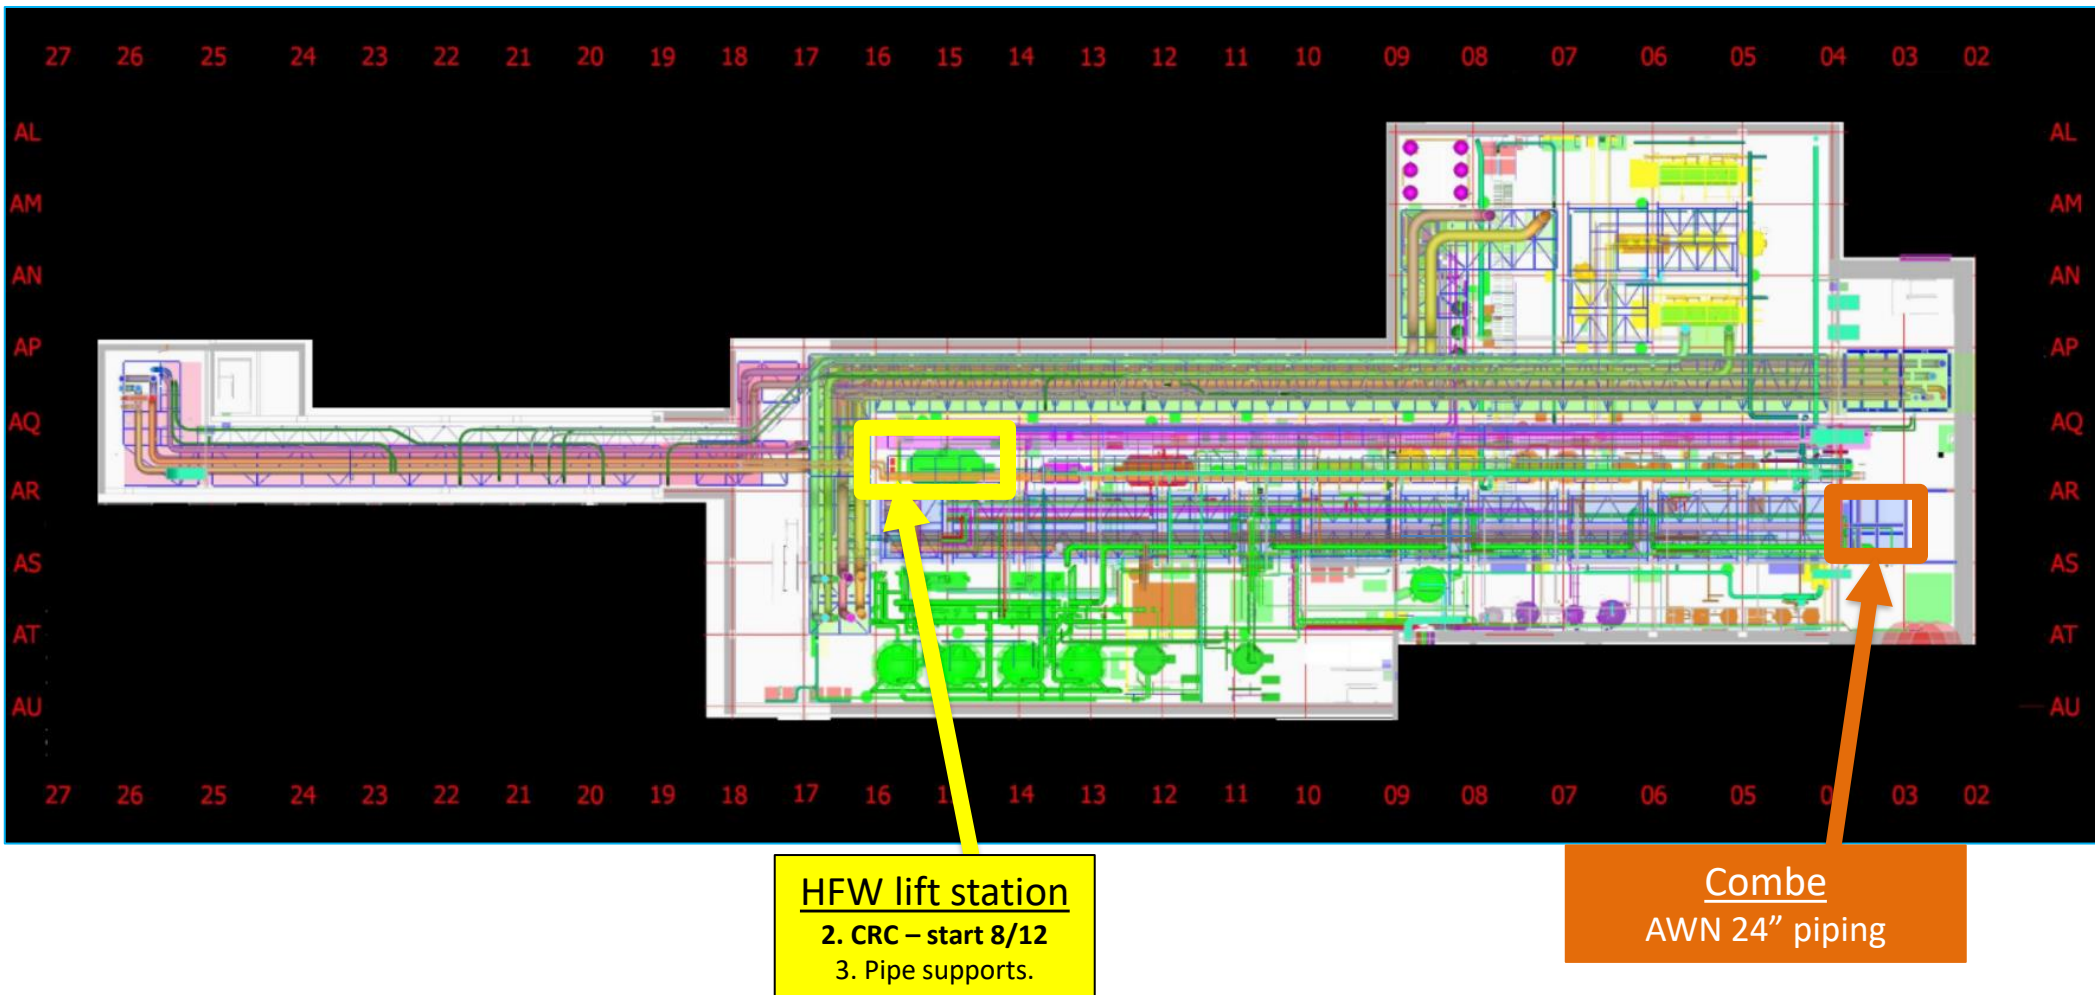 27 26 25 24 23 22 21 20 19 18 17 16 15 14 13 12 11 10 09 08 07 06 05 04 03 02
AL AL
AM AM
AN AN
AP AP
AQ AQ
AR AR
AS AS
AT AT
AU AU
27 26 25 24 23 22 21 20 19 18 17 16 15 14 13 12 11 10 09 08 07 06 05 03 02
HFW lift station
2. CRC – start 8/12
3. Pipe supports.
Combe
AWN 24” piping